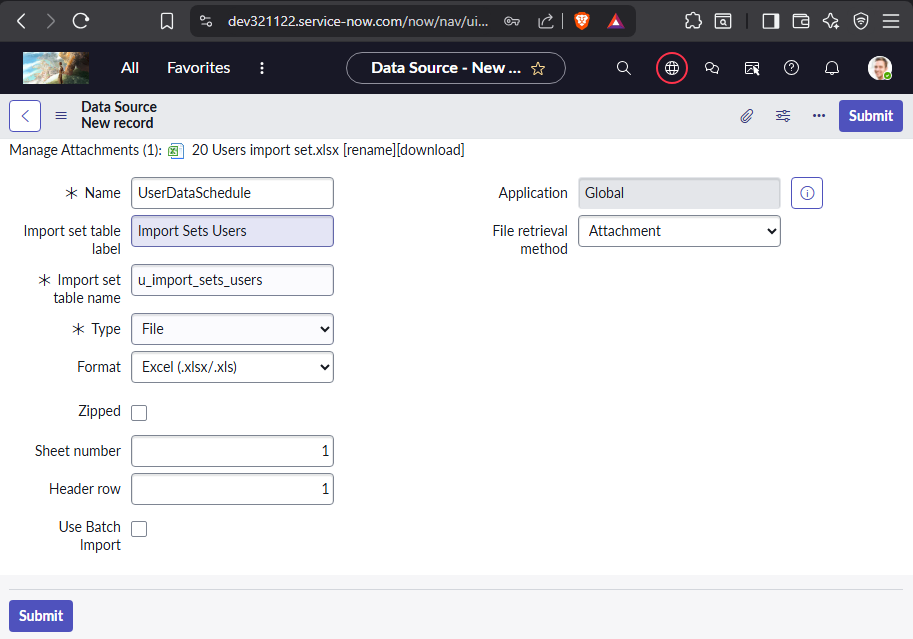 dev321122.service-now.com/now/nav/ui...
All Favorites Data Source - New ...
Data Source
New record
Submit
Manage Attachments (1): 20 Users import set.xlsx [rename][download]
Name UserDataSchedule
Application Global
Import set table label Import Sets Users
File retrieval method Attachment
Import set table name u_import_sets_users
Type File
Format Excel (.xlsx/.xls)
Zipped
Sheet number 1
Header row 1
Use Batch Import
Submit